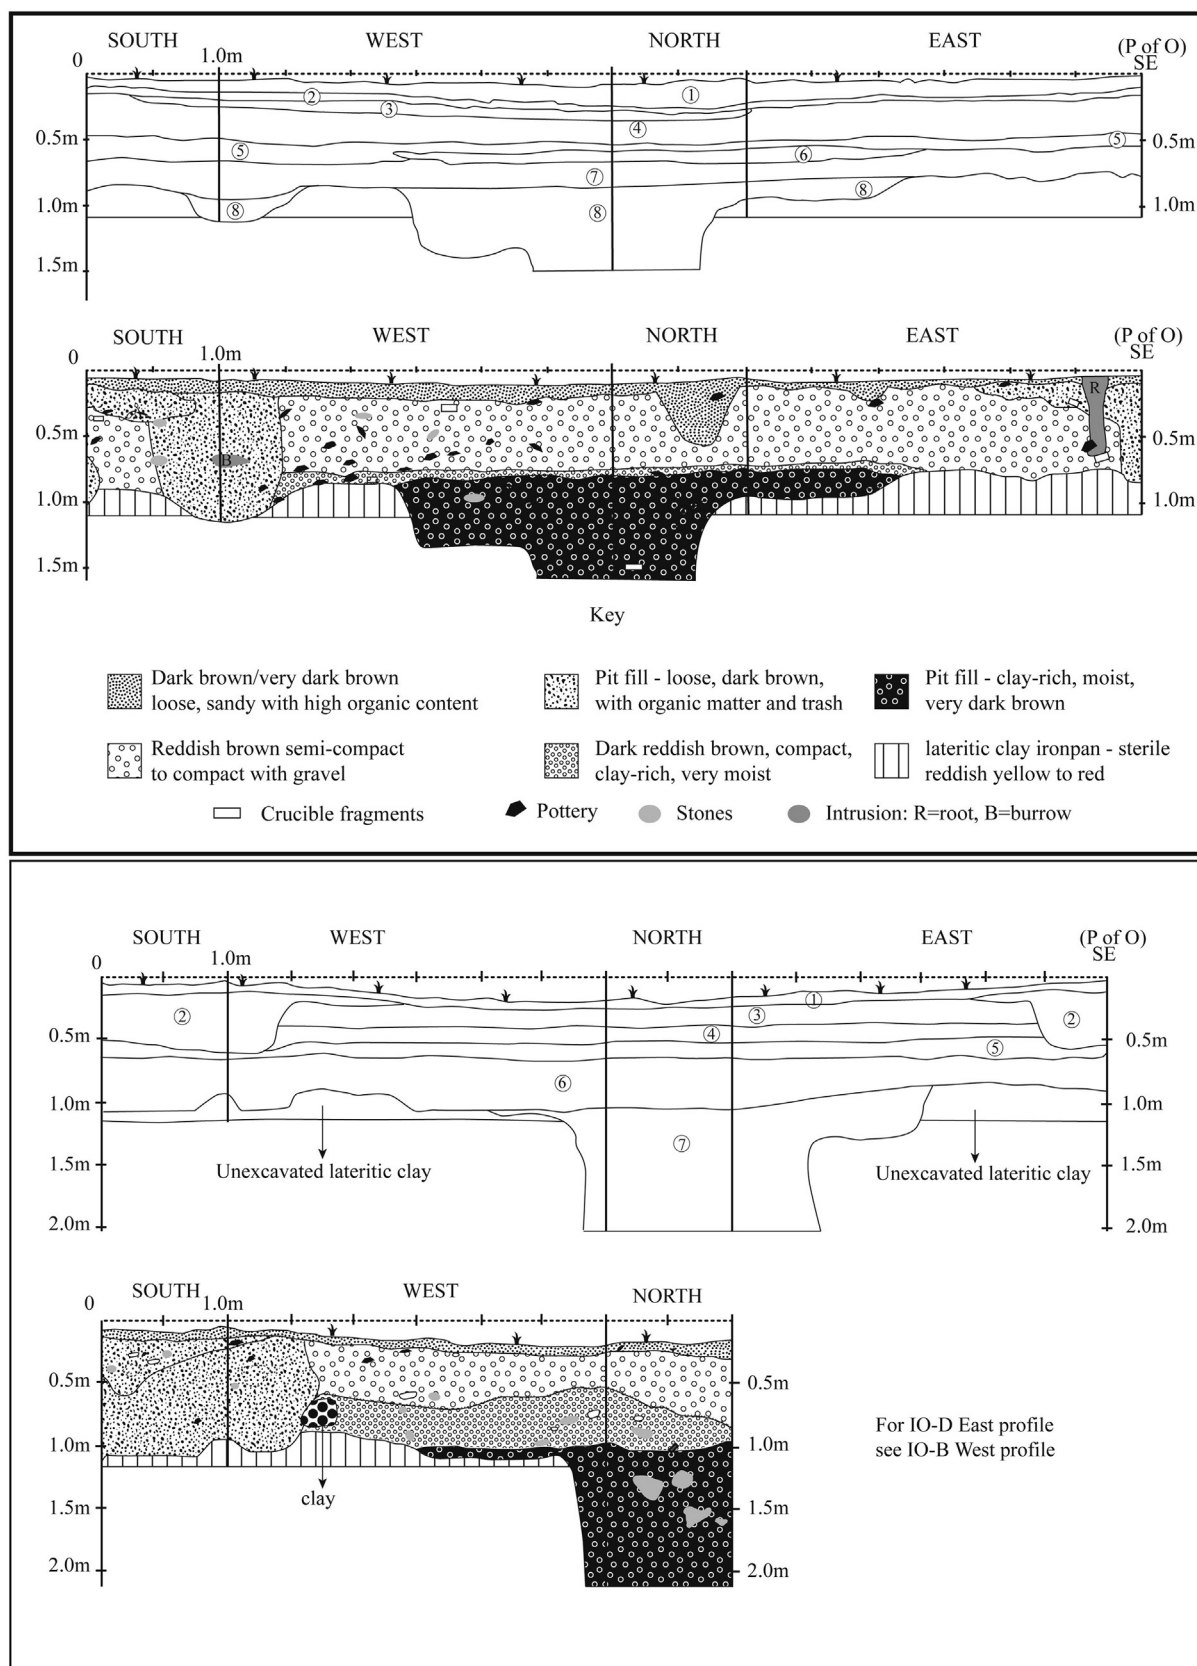 SOUTH WEST NORTH EAST (P of O)
0 1.0m SE
① ② ③ ④
0.5m ⑤ ⑥ ⑤ 0.5m
⑦ ⑧
1.0m ⑧ ⑧ 1.0m
1.5m
SOUTH WEST NORTH EAST (P of O)
0 1.0m SE
R
0.5m B 0.5m
1.0m 1.0m
1.5m
Key
Dark brown/very dark brown
loose, sandy with high organic content
Pit fill - loose, dark brown,
with organic matter and trash
Pit fill - clay-rich, moist,
very dark brown
Reddish brown semi-compact
to compact with gravel
Dark reddish brown, compact,
clay-rich, very moist
lateritic clay ironpan - sterile
reddish yellow to red
Crucible fragments Pottery Stones Intrusion: R=root, B=burrow
SOUTH WEST NORTH EAST (P of O)
0 1.0m SE
② ③ ① ②
0.5m ④ ⑤ 0.5m
⑥
1.0m 1.0m
⑦
Unexcavated lateritic clay Unexcavated lateritic clay
1.5m 1.5m
2.0m 2.0m
SOUTH WEST NORTH
0 1.0m
0.5m 0.5m
For IO-D East profile
see IO-B West profile
1.0m 1.0m
clay
1.5m 1.5m
2.0m 2.0m